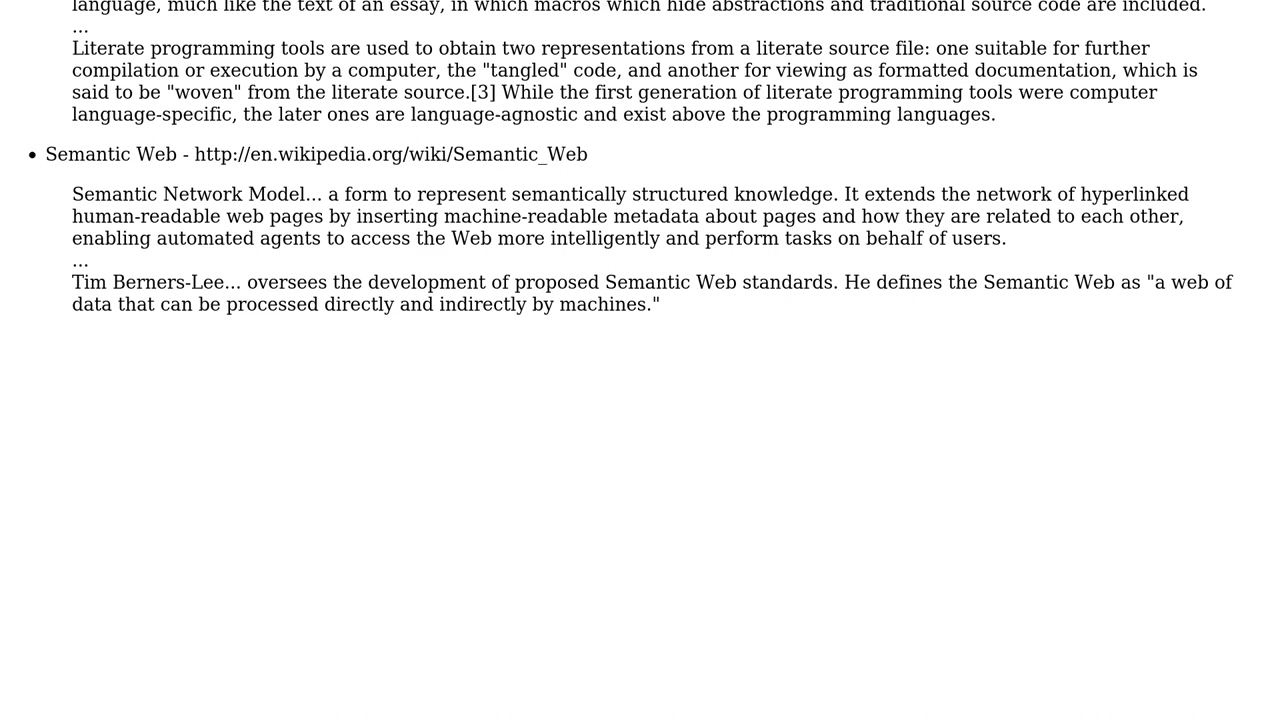 language, much like the text of an essay, in which macros which hide abstractions and traditional source code are included.
...
Literate programming tools are used to obtain two representations from a literate source file: one suitable for further
compilation or execution by a computer, the "tangled" code, and another for viewing as formatted documentation, which is
said to be "woven" from the literate source.[3] While the first generation of literate programming tools were computer
language-specific, the later ones are language-agnostic and exist above the programming languages.
• Semantic Web - http://en.wikipedia.org/wiki/Semantic_Web
Semantic Network Model... a form to represent semantically structured knowledge. It extends the network of hyperlinked
human-readable web pages by inserting machine-readable metadata about pages and how they are related to each other,
enabling automated agents to access the Web more intelligently and perform tasks on behalf of users.
...
Tim Berners-Lee... oversees the development of proposed Semantic Web standards. He defines the Semantic Web as "a web of
data that can be processed directly and indirectly by machines."